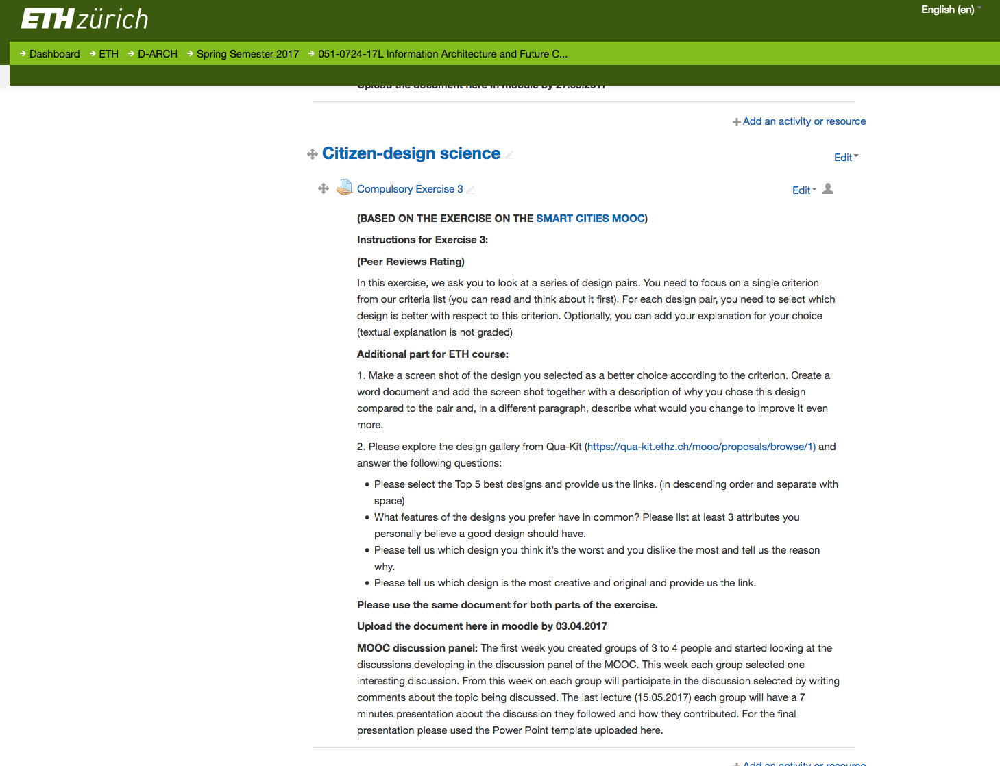 ETH zürich
English (en)
Dashboard ETH D-ARCH Spring Semester 2017 051-0724-17L Information Architecture and Future C...
Upload the document here in moodle by 27.03.2017
Add an activity or resource
Citizen-design science
Edit
Compulsory Exercise 3
Edit
(BASED ON THE EXERCISE ON THE SMART CITIES MOOC)
Instructions for Exercise 3:
(Peer Reviews Rating)
In this exercise, we ask you to look at a series of design pairs. You need to focus on a single criterion
from our criteria list (you can read and think about it first). For each design pair, you need to select which
design is better with respect to this criterion. Optionally, you can add your explanation for your choice
(textual explanation is not graded)
Additional part for ETH course:
1. Make a screen shot of the design you selected as a better choice according to the criterion. Create a
word document and add the screen shot together with a description of why you chose this design
compared to the pair and, in a different paragraph, describe what would you change to improve it even
more.
2. Please explore the design gallery from Qua-Kit (https://qua-kit.ethz.ch/mooc/proposals/browse/1) and
answer the following questions:
• Please select the Top 5 best designs and provide us the links. (in descending order and separate with
space)
• What features of the designs you prefer have in common? Please list at least 3 attributes you
personally believe a good design should have.
• Please tell us which design you think it's the worst and you dislike the most and tell us the reason
why.
• Please tell us which design is the most creative and original and provide us the link.
Please use the same document for both parts of the exercise.
Upload the document here in moodle by 03.04.2017
MOOC discussion panel: The first week you created groups of 3 to 4 people and started looking at the
discussions developing in the discussion panel of the MOOC. This week each group selected one
interesting discussion. From this week on each group will participate in the discussion selected by writing
comments about the topic being discussed. The last lecture (15.05.2017) each group will have a 7
minutes presentation about the discussion they followed and how they contributed. For the final
presentation please used the Power Point template uploaded here.
Add an activity or resource